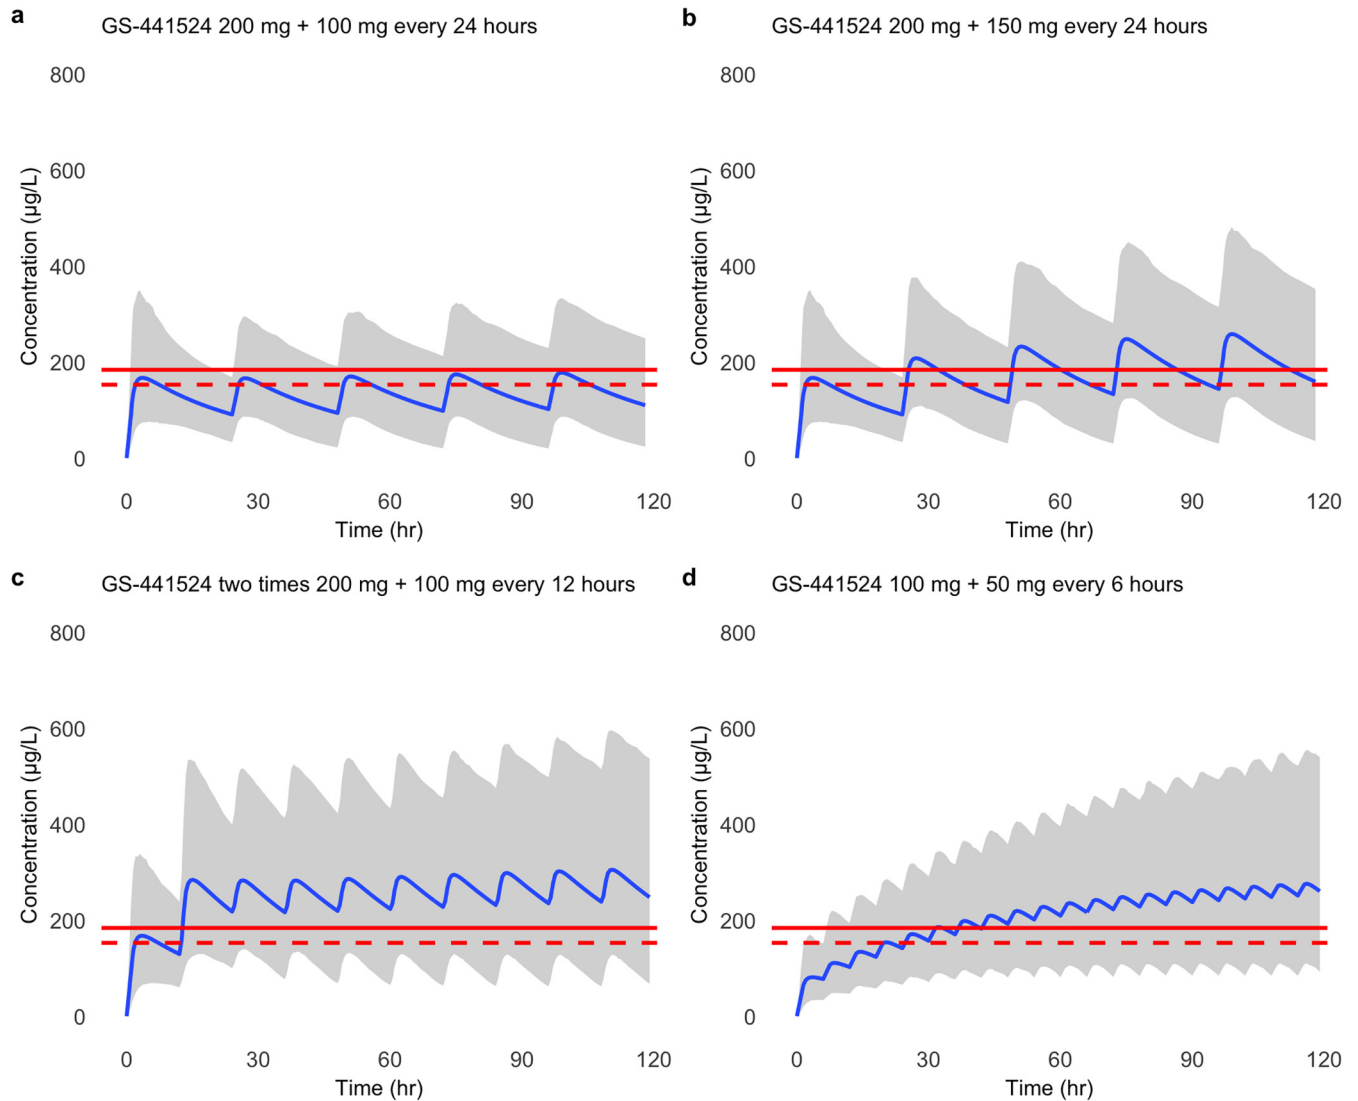 a
GS-441524 200 mg + 100 mg every 24 hours
800
600
400
200
0
Concentration (µg/L)
0 30 60 90 120
Time (hr)
b
GS-441524 200 mg + 150 mg every 24 hours
800
600
400
200
0
Concentration (µg/L)
0 30 60 90 120
Time (hr)
c
GS-441524 two times 200 mg + 100 mg every 12 hours
800
600
400
200
0
Concentration (µg/L)
0 30 60 90 120
Time (hr)
d
GS-441524 100 mg + 50 mg every 6 hours
800
600
400
200
0
Concentration (µg/L)
0 30 60 90 120
Time (hr)